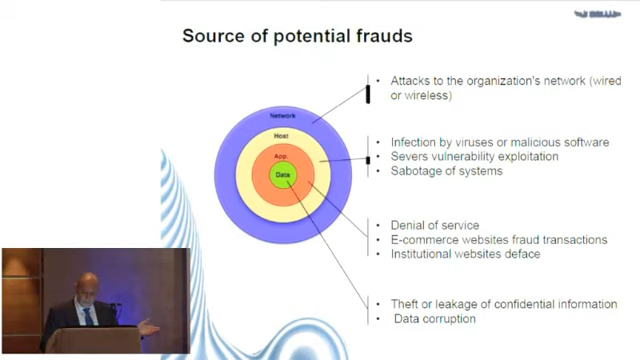 Source of potential frauds
Attacks to the organization's network (wired
or wireless)
Network
Host
App.
Data
Infection by viruses or malicious software
Severs vulnerability exploitation
Sabotage of systems
Denial of service
E-commerce websites fraud transactions
Institutional websites deface
Theft or leakage of confidential information
Data corruption